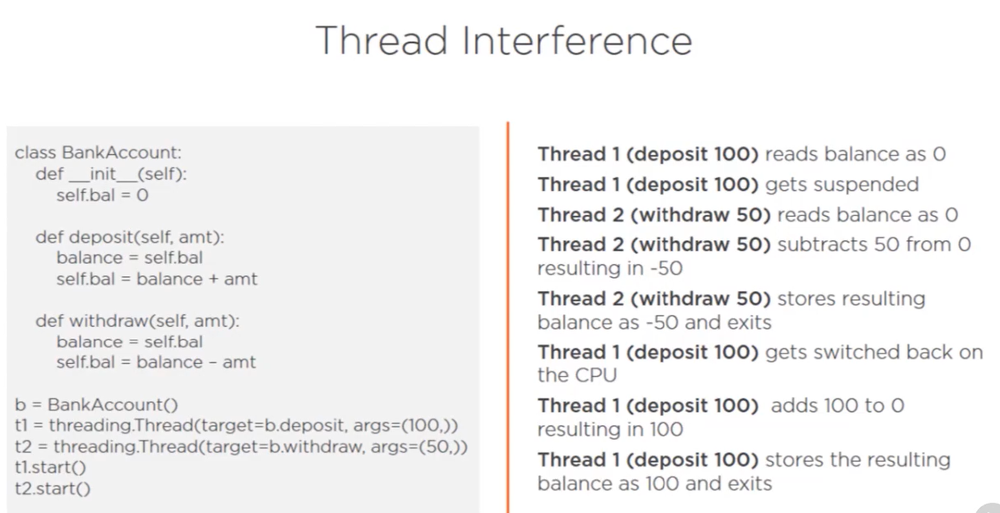 Thread Interference
class BankAccount:
def __init__(self):
self.bal = 0
def deposit(self, amt):
balance = self.bal
self.bal = balance + amt
def withdraw(self, amt):
balance = self.bal
self.bal = balance – amt
b = BankAccount()
t1 = threading.Thread(target=b.deposit, args=(100,))
t2 = threading.Thread(target=b.withdraw, args=(50,))
t1.start()
t2.start()
Thread 1 (deposit 100) reads balance as 0
Thread 1 (deposit 100) gets suspended
Thread 2 (withdraw 50) reads balance as 0
Thread 2 (withdraw 50) subtracts 50 from 0
resulting in -50
Thread 2 (withdraw 50) stores resulting
balance as -50 and exits
Thread 1 (deposit 100) gets switched back on
the CPU
Thread 1 (deposit 100) adds 100 to 0
resulting in 100
Thread 1 (deposit 100) stores the resulting
balance as 100 and exits